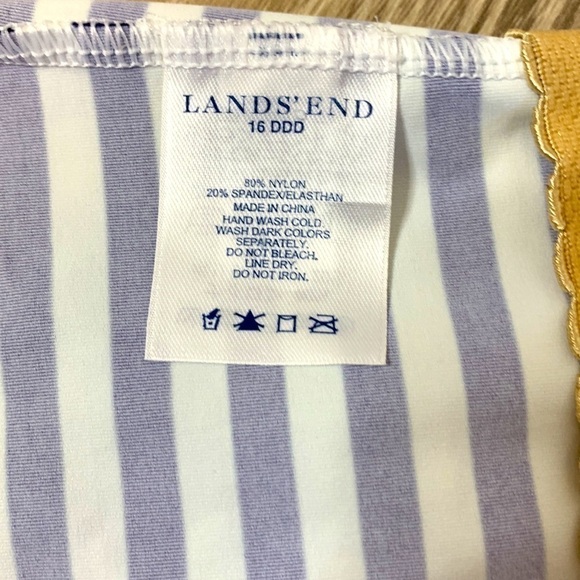 LANDS' END
16 DDD
80% NYLON
20% SPANDEX/ELASTHAN
MADE IN CHINA
HAND WASH COLD.
WASH DARK COLORS
SEPARATELY.
DO NOT BLEACH.
LINE DRY.
DO NOT IRON.